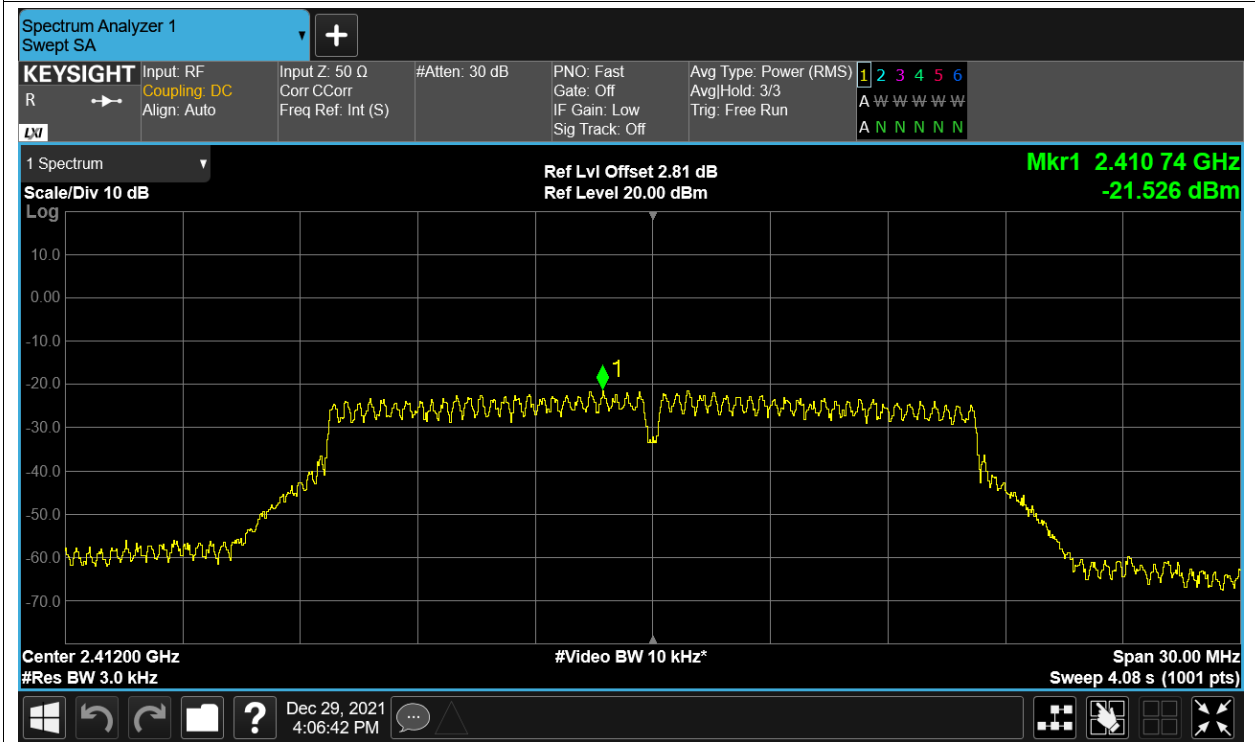 Spectrum Analyzer 1
Swept SA
+
KEYSIGHT
R
LXI
Input: RF
Coupling: DC
Align: Auto
Input Z: 50 Ω
Corr CCorr
Freq Ref: Int (S)
#Atten: 30 dB
PNO: Fast
Gate: Off
IF Gain: Low
Sig Track: Off
Avg Type: Power (RMS)
Avg|Hold: 3/3
Trig: Free Run
1 2 3 4 5 6
A W W W W W
A N N N N N
1 Spectrum
Scale/Div 10 dB
Log
Ref Lvl Offset 2.81 dB
Ref Level 20.00 dBm
Mkr1 2.410 74 GHz
-21.526 dBm
10.0
0.00
-10.0
-20.0
-30.0
-40.0
-50.0
-60.0
-70.0
1
Center 2.41200 GHz
#Res BW 3.0 kHz
#Video BW 10 kHz*
Span 30.00 MHz
Sweep 4.08 s (1001 pts)
?
Dec 29, 2021
4:06:42 PM